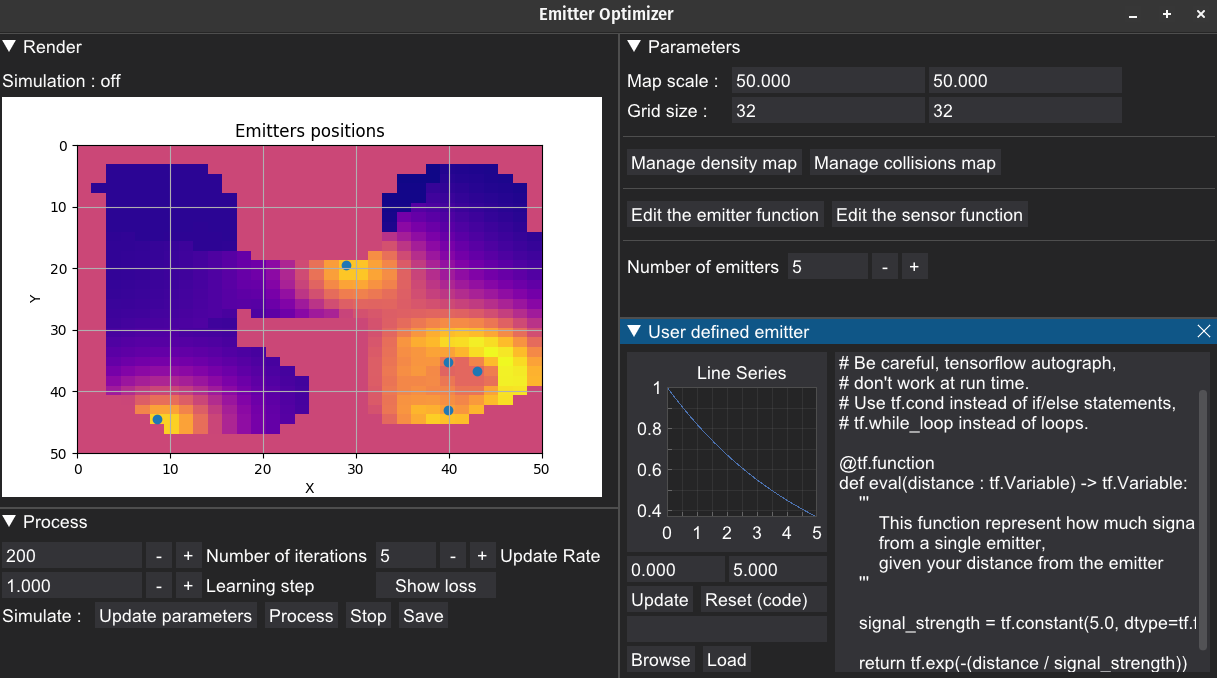 Emitter Optimizer
Render
Simulation : off
Emitters positions
0
10
20
30
40
50
Y
0 10 20 30 40 50
X
Process
200 - + Number of iterations 5 - + Update Rate
1.000 - + Learning step Show loss
Simulate : Update parameters Process Stop Save
Parameters
Map scale : 50.000 50.000
Grid size : 32 32
Manage density map Manage collisions map
Edit the emitter function Edit the sensor function
Number of emitters 5 - +
User defined emitter
Line Series
1
0.8
0.6
0.4
0 1 2 3 4 5
0.000 5.000
Update Reset (code)
Browse Load
# Be careful, tensorflow autograph,
# don't work at run time.
# Use tf.cond instead of if/else statements,
# tf.while_loop instead of loops.
@tf.function
def eval(distance : tf.Variable) -> tf.Variable:
'''
This function represent how much signa
from a single emitter,
given your distance from the emitter
'''
signal_strength = tf.constant(5.0, dtype=tf.f
return tf.exp(-(distance / signal_strength))